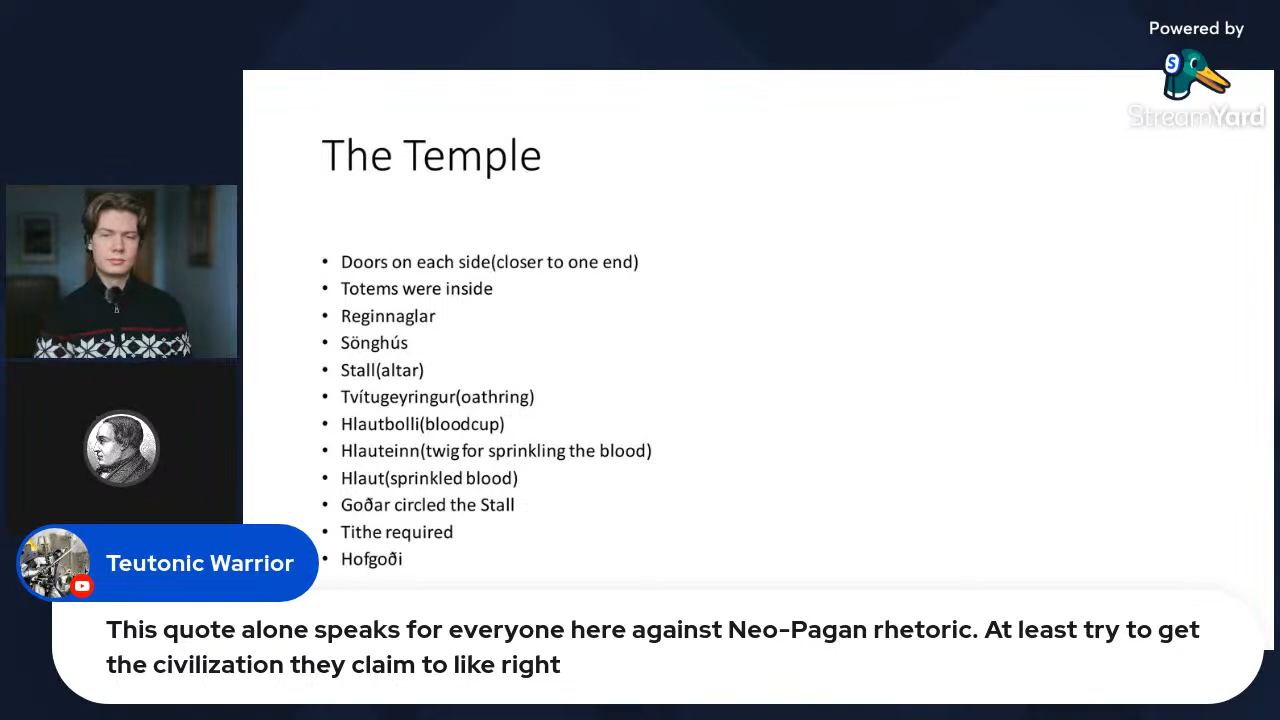 Powered by
S
StreamYard
The Temple
• Doors on each side(closer to one end)
• Totems were inside
• Reginnaglar
• Sönghús
• Stall(altar)
• Tvítugeyringur(oathring)
• Hlautbolli(bloodcup)
• Hlauteinn(twig for sprinkling the blood)
• Hlaut(sprinkled blood)
• Goðar circled the Stall
• Tithe required
• Hofgoði
Teutonic Warrior
This quote alone speaks for everyone here against Neo-Pagan rhetoric. At least try to get
the civilization they claim to like right